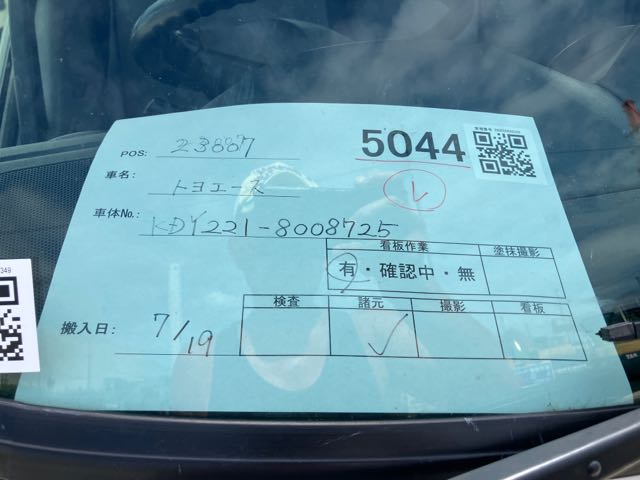 POS: 23887
5044
車名: トヨエース
レ
車体No.: KDY221-8008725
看板作業 塗抹撮影
有・確認中・無
検査 諸元 撮影 看板
搬入日: 7/19
349